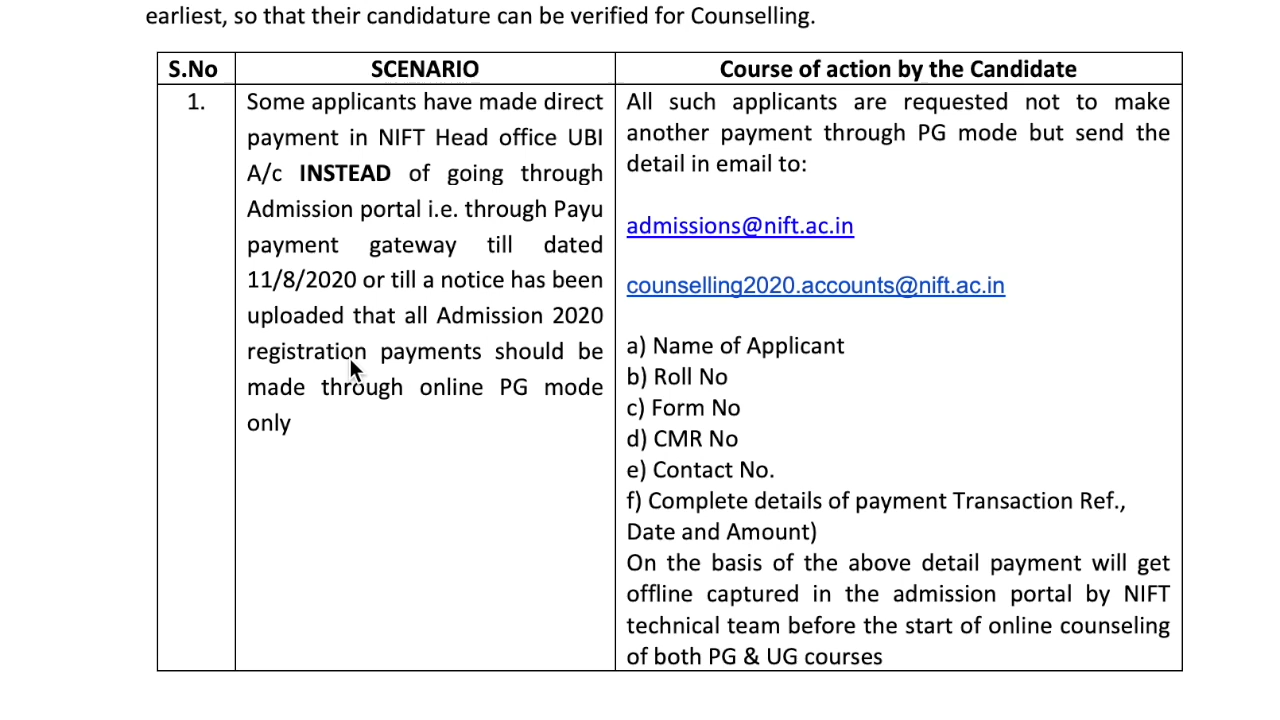 earliest, so that their candidature can be verified for Counselling.
S.No SCENARIO Course of action by the Candidate
1.
Some applicants have made direct
payment in NIFT Head office UBI
A/c INSTEAD of going through
Admission portal i.e. through Payu
payment gateway till dated
11/8/2020 or till a notice has been
uploaded that all Admission 2020
registration payments should be
made through online PG mode
only
All such applicants are requested not to make
another payment through PG mode but send the
detail in email to:
admissions@nift.ac.in
counselling2020.accounts@nift.ac.in
a) Name of Applicant
b) Roll No
c) Form No
d) CMR No
e) Contact No.
f) Complete details of payment Transaction Ref.,
Date and Amount)
On the basis of the above detail payment will get
offline captured in the admission portal by NIFT
technical team before the start of online counseling
of both PG & UG courses